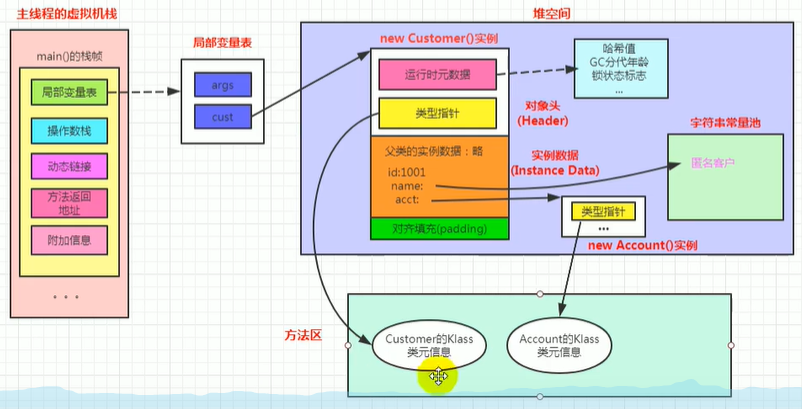 主线程的虚拟机栈
main()的栈帧
局部变量表
操作数栈
动态链接
方法返回
地址
附加信息
。。。
局部变量表
args
cust
堆空间
new Customer()实例
运行时元数据
类型指针
对象头
(Header)
哈希值
GC分代年龄
锁状态标志
...
父类的实例数据：略
id:1001
name:
acct:
实例数据
(Instance Data)
对齐填充(padding)
字符串常量池
匿名客户
类型指针
...
new Account()实例
方法区
Customer的Klass
类元信息
Account的Klass
类元信息